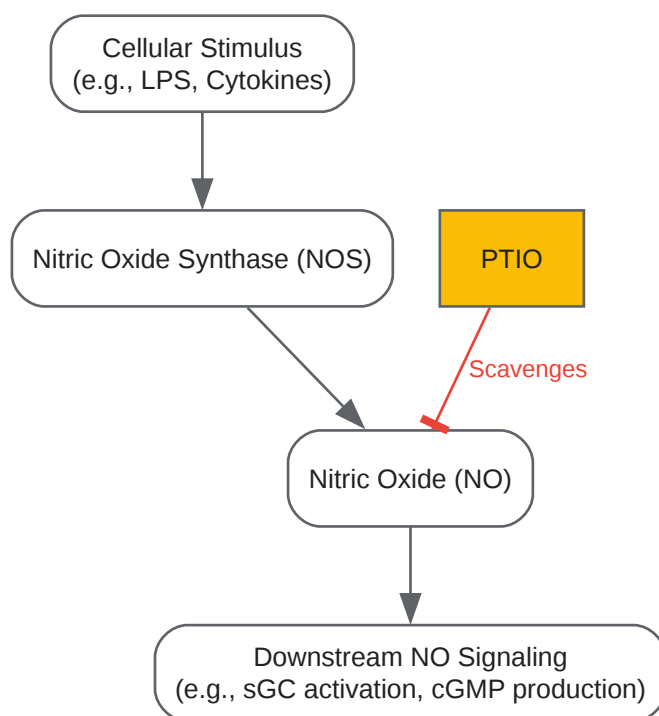 Cellular Stimulus
(e.g., LPS, Cytokines)
Nitric Oxide Synthase (NOS)
PTIO
Scavenges
Nitric Oxide (NO)
Downstream NO Signaling
(e.g., sGC activation, cGMP production)